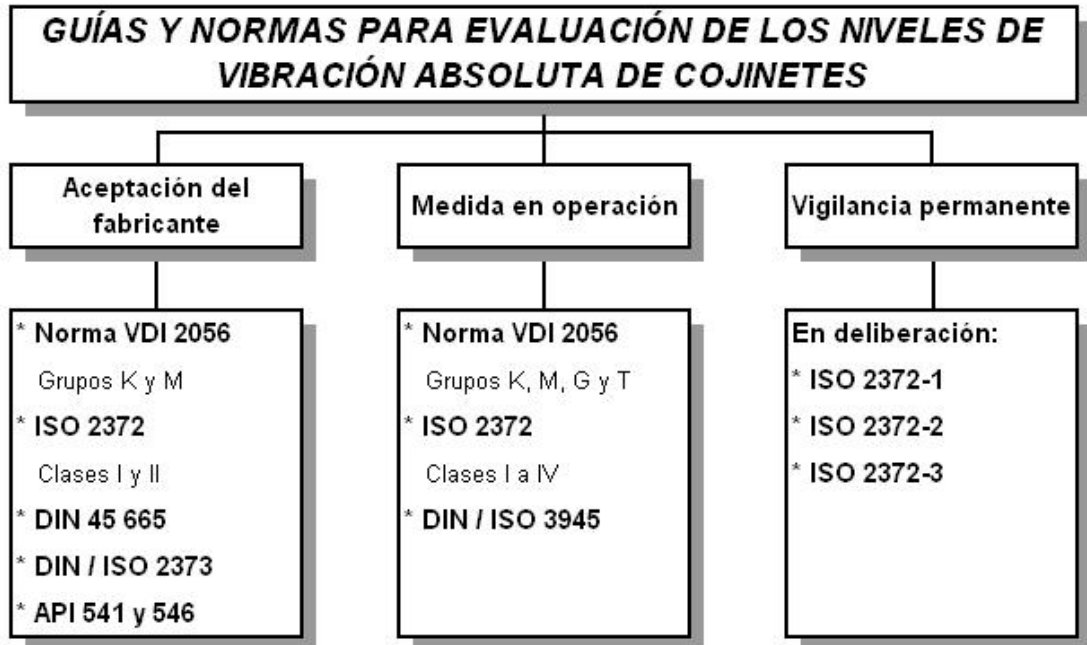 GUÍAS Y NORMAS PARA EVALUACIÓN DE LOS NIVELES DE
VIBRACIÓN ABSOLUTA DE COJINETES
Aceptación del
fabricante
* Norma VDI 2056
Grupos K y M
* ISO 2372
Clases I y II
* DIN 45 665
* DIN / ISO 2373
* API 541 y 546
Medida en operación
* Norma VDI 2056
Grupos K, M, G y T
* ISO 2372
Clases I a IV
* DIN / ISO 3945
Vigilancia permanente
En deliberación:
* ISO 2372-1
* ISO 2372-2
* ISO 2372-3